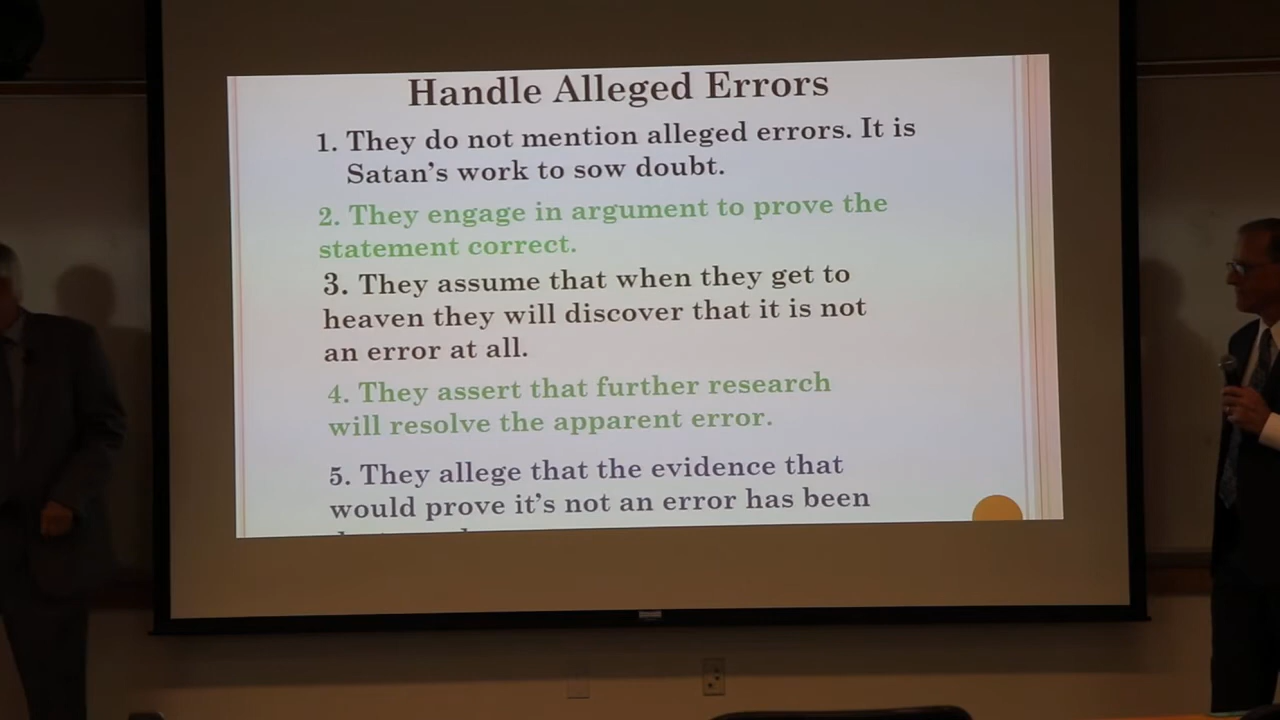 Handle Alleged Errors
1. They do not mention alleged errors. It is
Satan's work to sow doubt.
2. They engage in argument to prove the
statement correct.
3. They assume that when they get to
heaven they will discover that it is not
an error at all.
4. They assert that further research
will resolve the apparent error.
5. They allege that the evidence that
would prove it's not an error has been